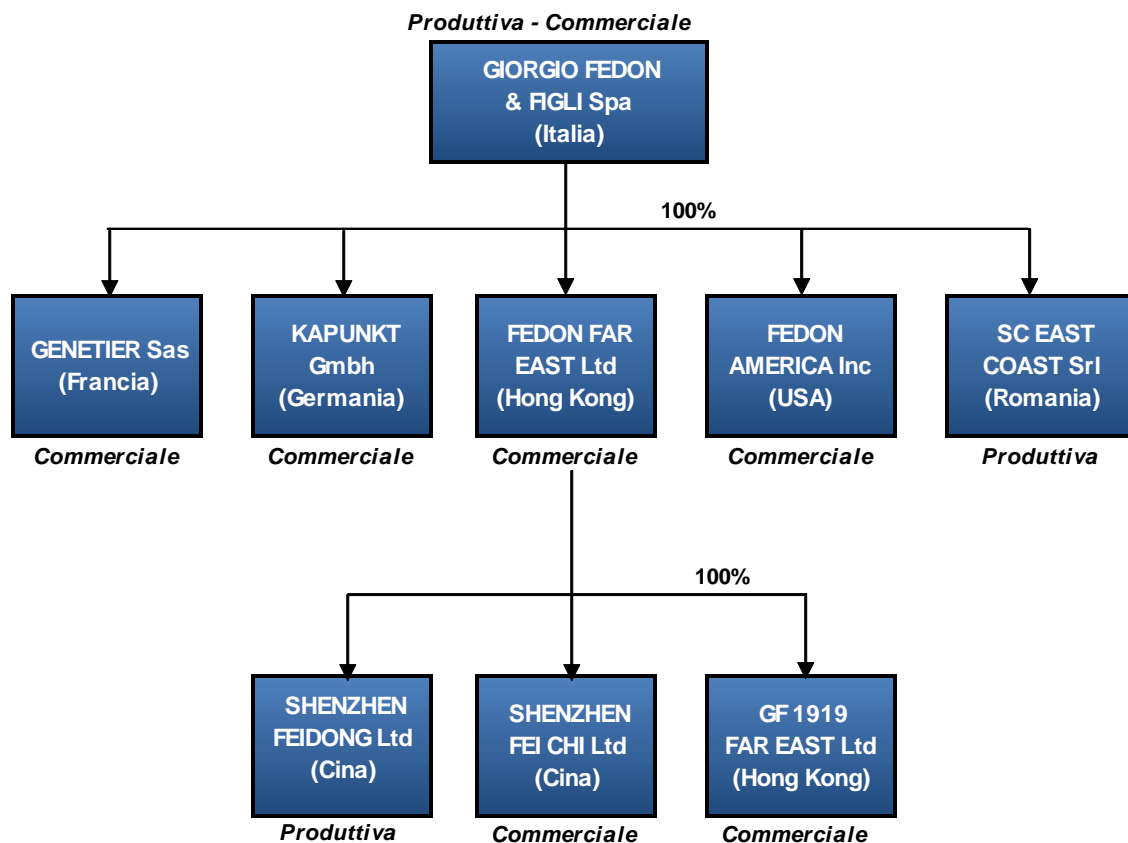 Produttiva - Commerciale
GIORGIO FEDON
& FIGLI Spa
(Italia)
100%
GENETIER Sas
(Francia)
Commerciale
KAPUNKT
Gmbh
(Germania)
Commerciale
FEDON FAR
EAST Ltd
(Hong Kong)
Commerciale
FEDON
AMERICA Inc
(USA)
Commerciale
SC EAST
COAST Srl
(Romania)
Produttiva
100%
SHENZHEN
FEIDONG Ltd
(Cina)
Produttiva
SHENZHEN
FEI CHI Ltd
(Cina)
Commerciale
GF 1919
FAR EAST Ltd
(Hong Kong)
Commerciale